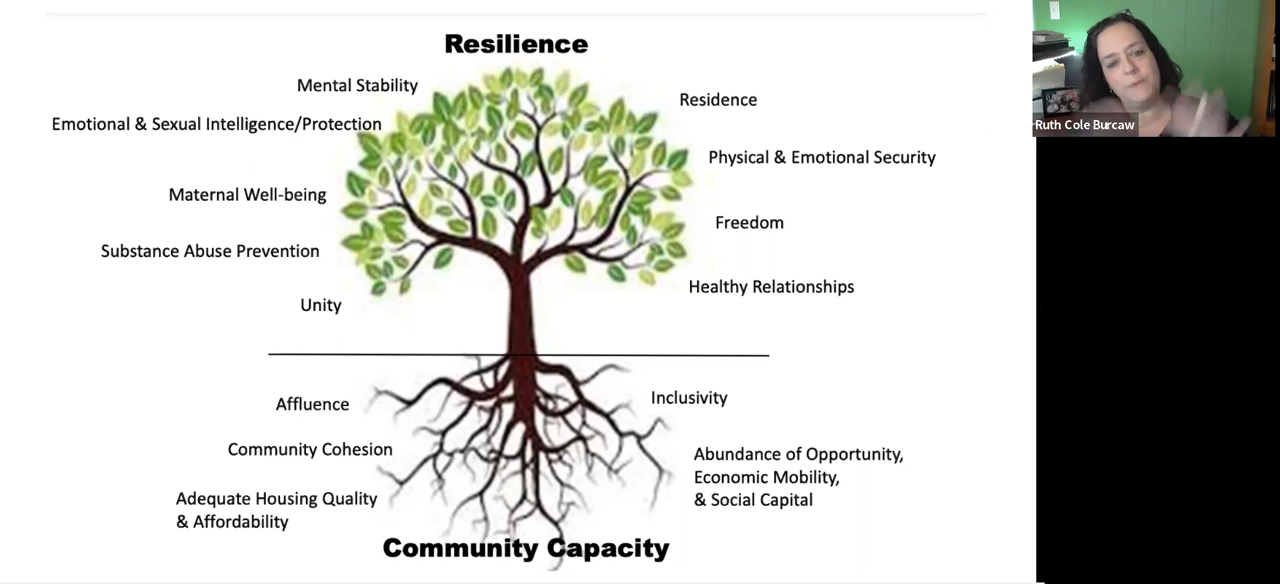 Resilience
Mental Stability
Residence
Emotional & Sexual Intelligence/Protection
Physical & Emotional Security
Maternal Well-being
Freedom
Substance Abuse Prevention
Healthy Relationships
Unity
Affluence
Inclusivity
Community Cohesion
Abundance of Opportunity,
Economic Mobility,
& Social Capital
Adequate Housing Quality
& Affordability
Community Capacity
Ruth Cole Burcaw